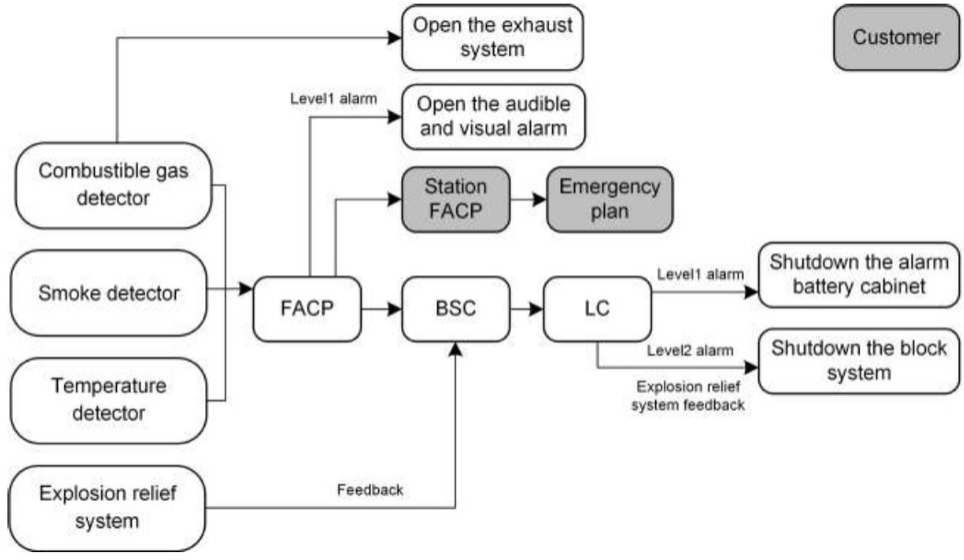 Open the exhaust
system
Customer
Level1 alarm
Open the audible
and visual alarm
Combustible gas
detector
Station
FACP
Emergency
plan
Smoke detector
FACP
BSC
LC
Level1 alarm
Shutdown the alarm
battery cabinet
Level2 alarm
Explosion relief
system feedback
Shutdown the block
system
Temperature
detector
Explosion relief
system
Feedback